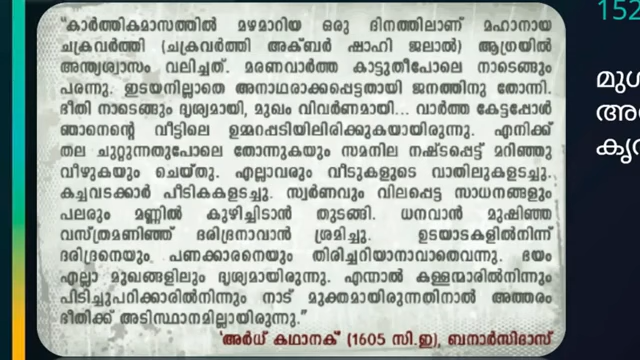 152
"കാർത്തികമാസത്തിൽ മഴമാറിയ ഒരു ദിനത്തിലാണ് മഹാനായ
ചക്രവർത്തി (ചക്രവർത്തി അക്ബർ ഷാഹി ജലാൽ) ആഗ്രയിൽ
അന്ത്യശ്വാസം വലിച്ചത്. മരണവാർത്ത കാട്ടുതീപോലെ നാടെങ്ങും
പരന്നു. ഇടയനില്ലാതെ അനാഥരാക്കപ്പെട്ടതായി ജനത്തിനു തോന്നി.
ഭീതി നാടെങ്ങും ദൃശ്യമായി, മുഖം വിവർണമായി... വാർത്ത കേട്ടപ്പോൾ
ഞാനെന്റെ വീട്ടിലെ ഉമ്മറപ്പടിയിലിരിക്കുകയായിരുന്നു. എനിക്ക്
തല ചുറ്റുന്നതുപോലെ തോന്നുകയും സമനില നഷ്ടപ്പെട്ട് മറിഞ്ഞു
വീഴുകയും ചെയ്തു. എല്ലാവരും വീടുകളുടെ വാതിലുകളടച്ചു.
കച്ചവടക്കാർ പീടികകളടച്ചു. സ്വർണവും വിലപ്പെട്ട സാധനങ്ങളും
പലരും മണ്ണിൽ കുഴിച്ചിടാൻ തുടങ്ങി. ധനവാൻ മുഷിഞ്ഞ
വസ്ത്രമണിഞ്ഞ് ദരിദ്രനാവാൻ ശ്രമിച്ചു. ഉടയാടകളിൽനിന്ന്
ദരിദ്രനെയും പണക്കാരനെയും തിരിച്ചറിയാനാവാതെവന്നു. ഭയം
എല്ലാ മുഖങ്ങളിലും ദൃശ്യമായിരുന്നു. എന്നാൽ കള്ളന്മാരിൽനിന്നും
പിടിച്ചുപറിക്കാരിൽനിന്നും നാട് മുക്തമായിരുന്നതിനാൽ അത്തരം
ഭീതിക്ക് അടിസ്ഥാനമില്ലായിരുന്നു."
'അർധ് കഥാനക്' (1605 സി.ഇ), ബനാർസിദാസ്